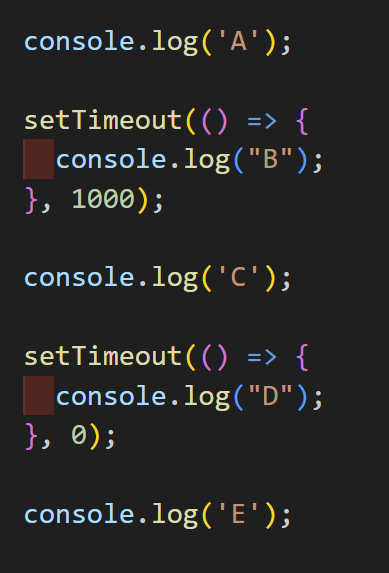 console.log('A');
setTimeout(() => {
  console.log("B");
}, 1000);
console.log('C');
setTimeout(() => {
  console.log("D");
}, 0);
console.log('E');